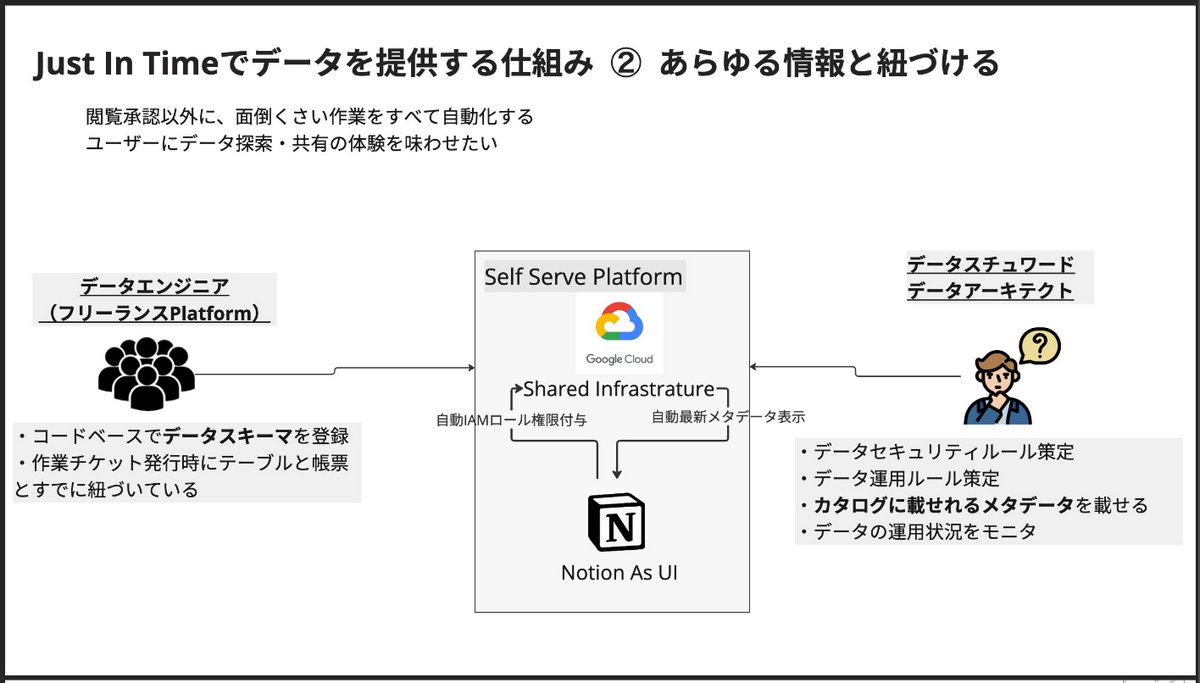 Just In Timeでデータを提供する仕組み ② あらゆる情報と紐づける
閲覧承認以外に、面倒くさい作業をすべて自動化する
ユーザーにデータ探索・共有の体験を味わせたい
データエンジニア
（フリーランスPlatform）
・コードベースでデータスキーマを登録
・作業チケット発行時にテーブルと帳票
とすでに紐づいている
Self Serve Platform
Google Cloud
Shared Infrastrature
自動IAMロール権限付与
自動最新メタデータ表示
N
Notion As UI
データスチュワード
データアーキテクト
?
・データセキュリティルール策定
・データ運用ルール策定
・カタログに載せれるメタデータを載せる
・データの運用状況をモニタ